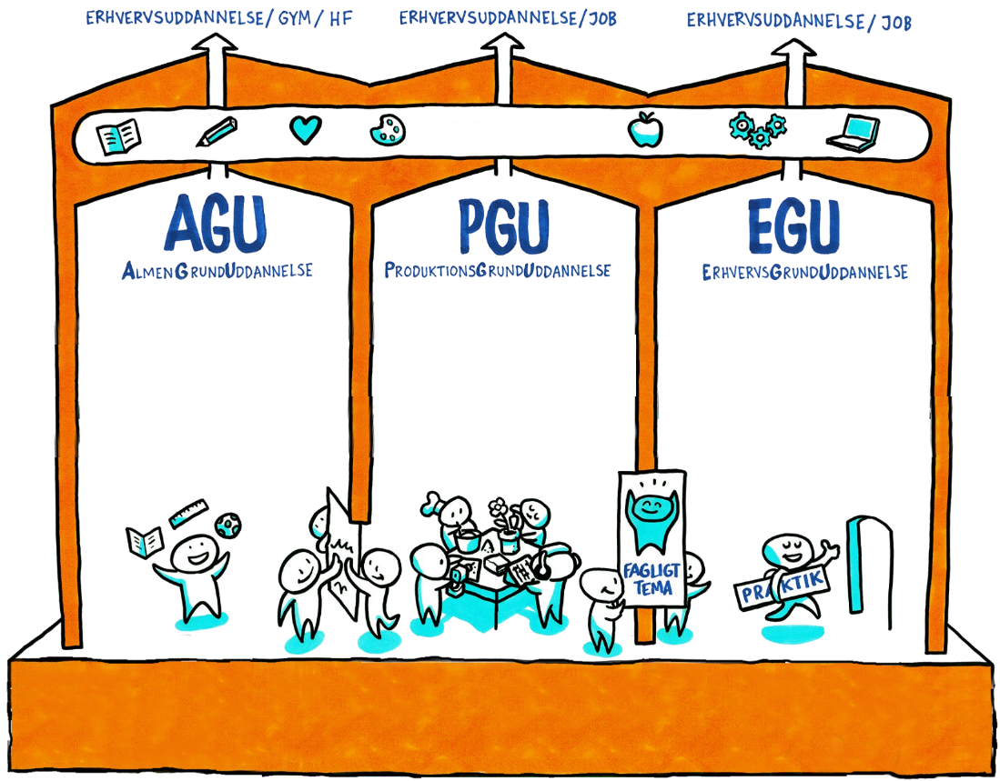 ERHVERVSUDDANNELSE/GYM/HF
ERHVERVSUDDANNELSE/JOB
ERHVERVSUDDANNELSE/JOB
AGU
ALMENGRUNDUDDANNELSE
PGU
PRODUKTIONSGRUNDUDDANNELSE
EGU
ERHVERVSGRUNDUDDANNELSE
FAGLIGT
TEMA
PRAKTIK